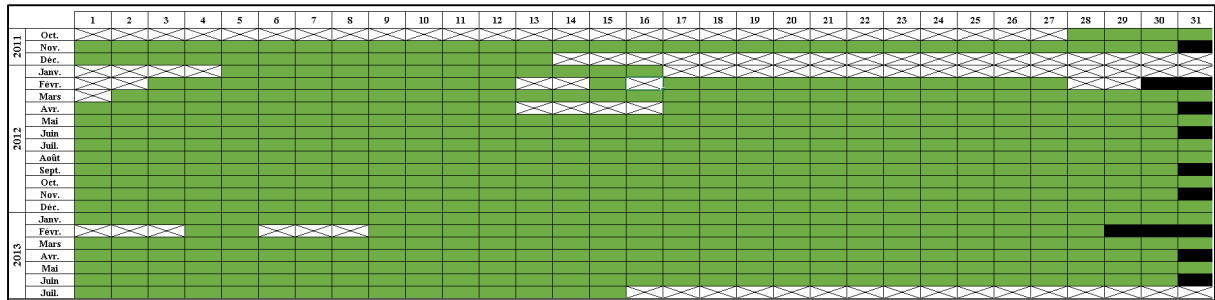 1 2 3 4 5 6 7 8 9 10 11 12 13 14 15 16 17 18 19 20 21 22 23 24 25 26 27 28 29 30 31
2011
Oct.
Nov.
Déc.
2012
Janv.
Févr.
Mars
Avr.
Mai
Juin
Juil.
Août
Sept.
Oct.
Nov.
Déc.
2013
Janv.
Févr.
Mars
Avr.
Mai
Juin
Juil.